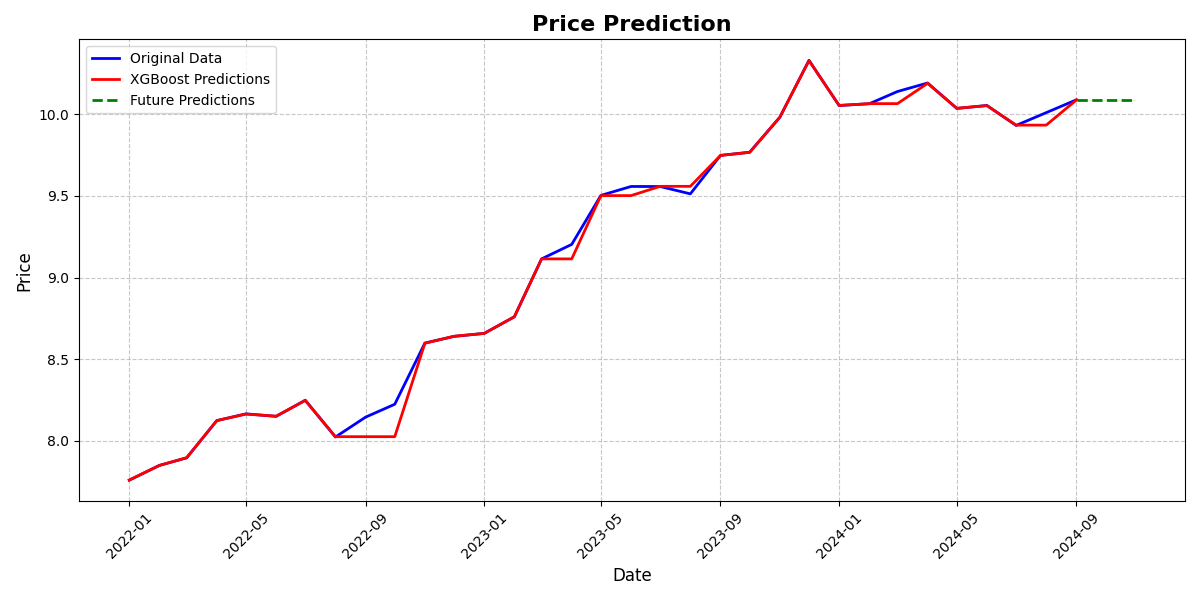 Price Prediction
Original Data
XGBoost Predictions
Future Predictions
Price
10.0
9.5
9.0
8.5
8.0
2022-01
2022-05
2022-09
2023-01
2023-05
2023-09
2024-01
2024-05
2024-09
Date